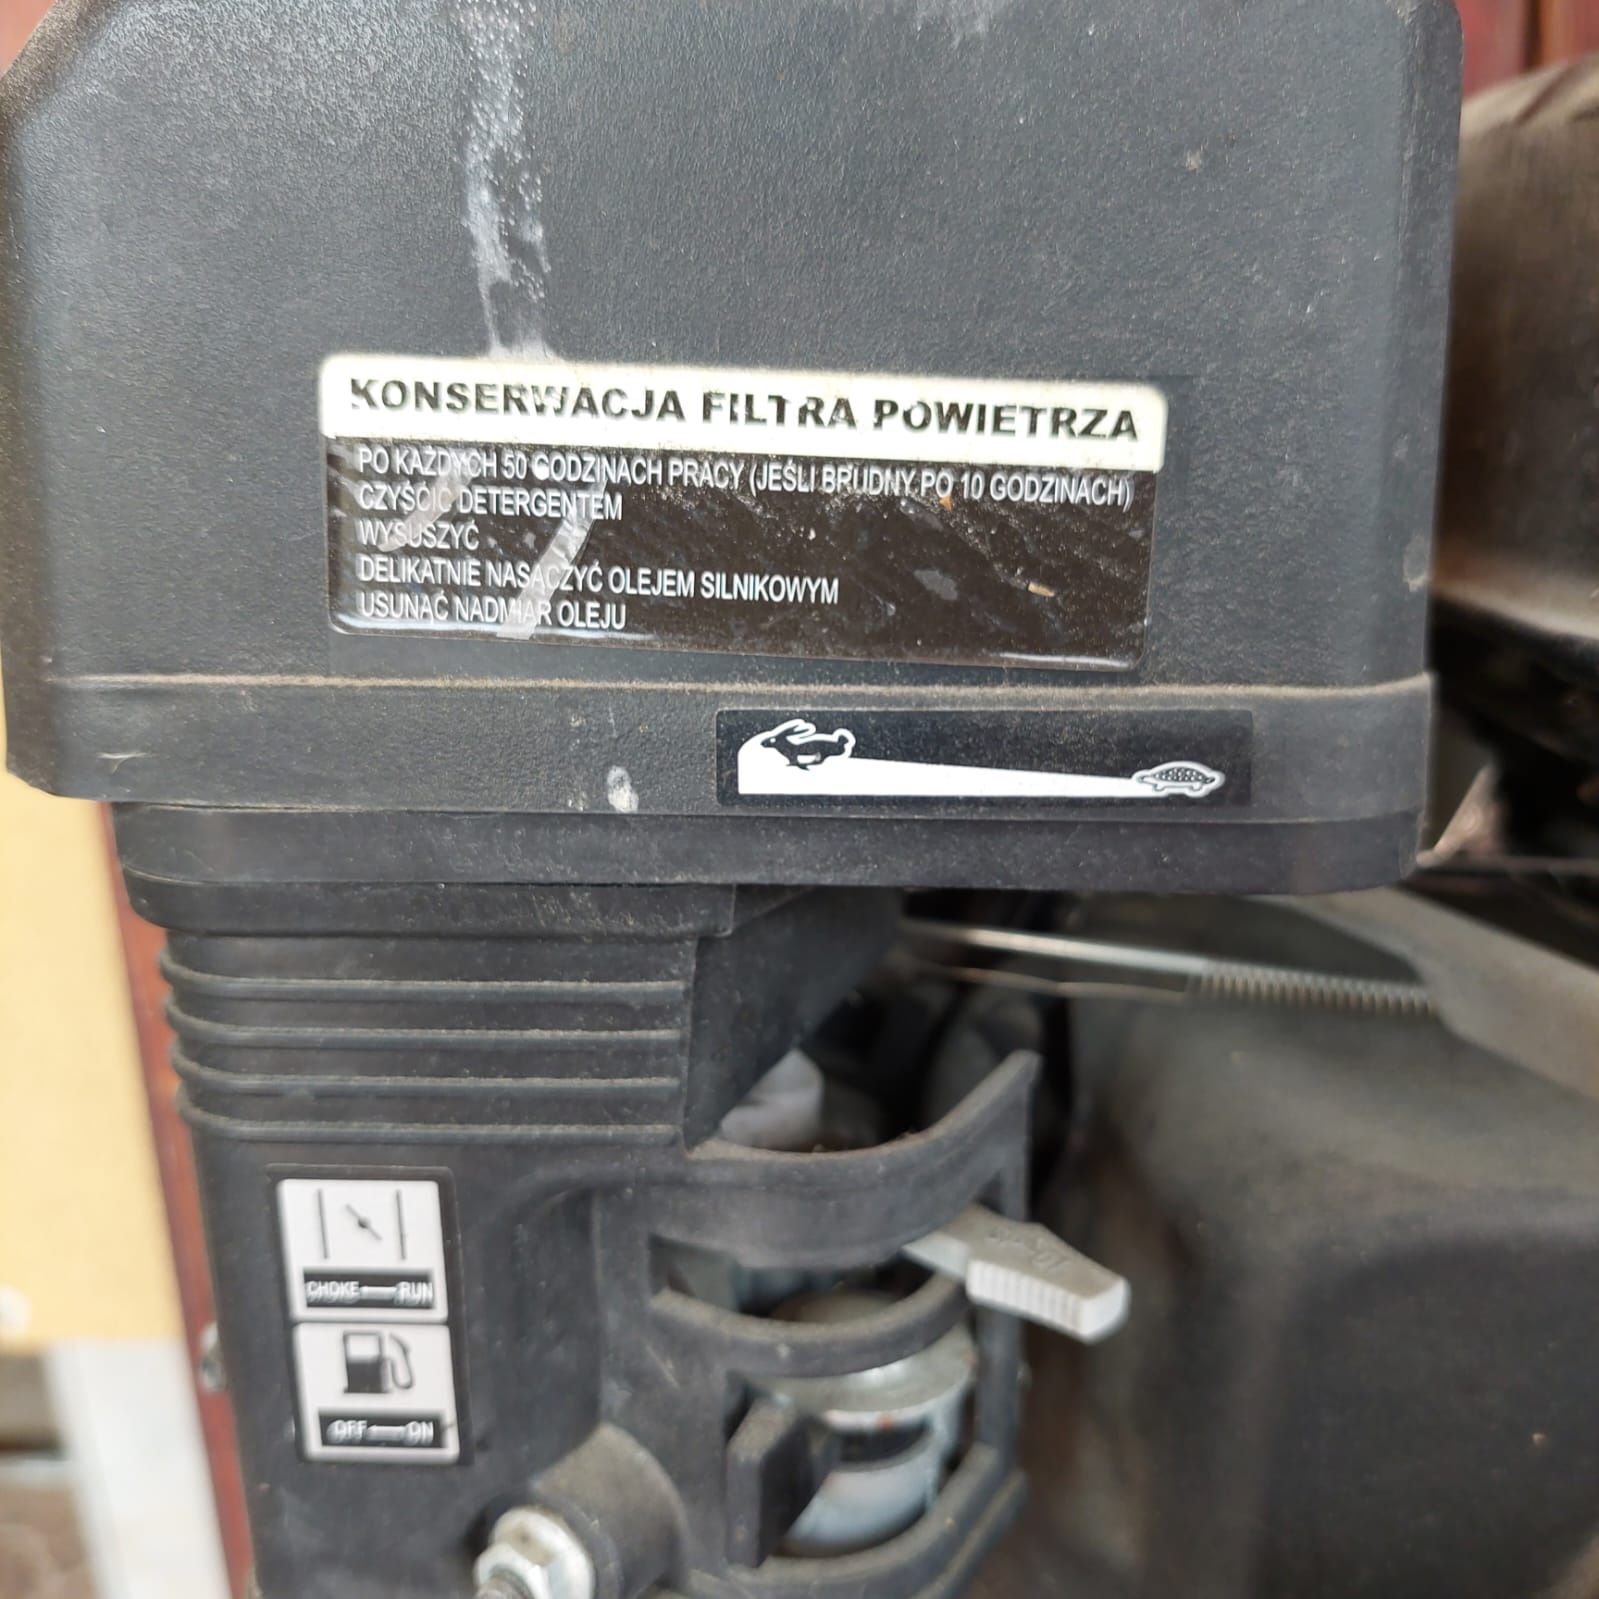 KONSERWACJA FILTRA POWIETRZA
PO KAŻDYCH 50 GODZINACH PRACY (JEŚLI BRUDNY PO 10 GODZINACH)
CZYŚCIĆ DETERGENTEM
WYSUSZYĆ
DELIKATNIE NASĄCZYĆ OLEJEM SILNIKOWYM
USUNĄĆ NADMIAR OLEJU
CHOKE RUN
OFF ON